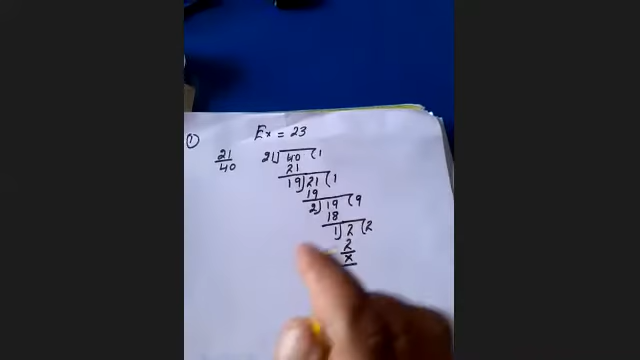 Ex = 23
①
21/40 21) 40 (1
21
19) 21 (1
19
2) 19 (9
18
1) 2 (2
2
x